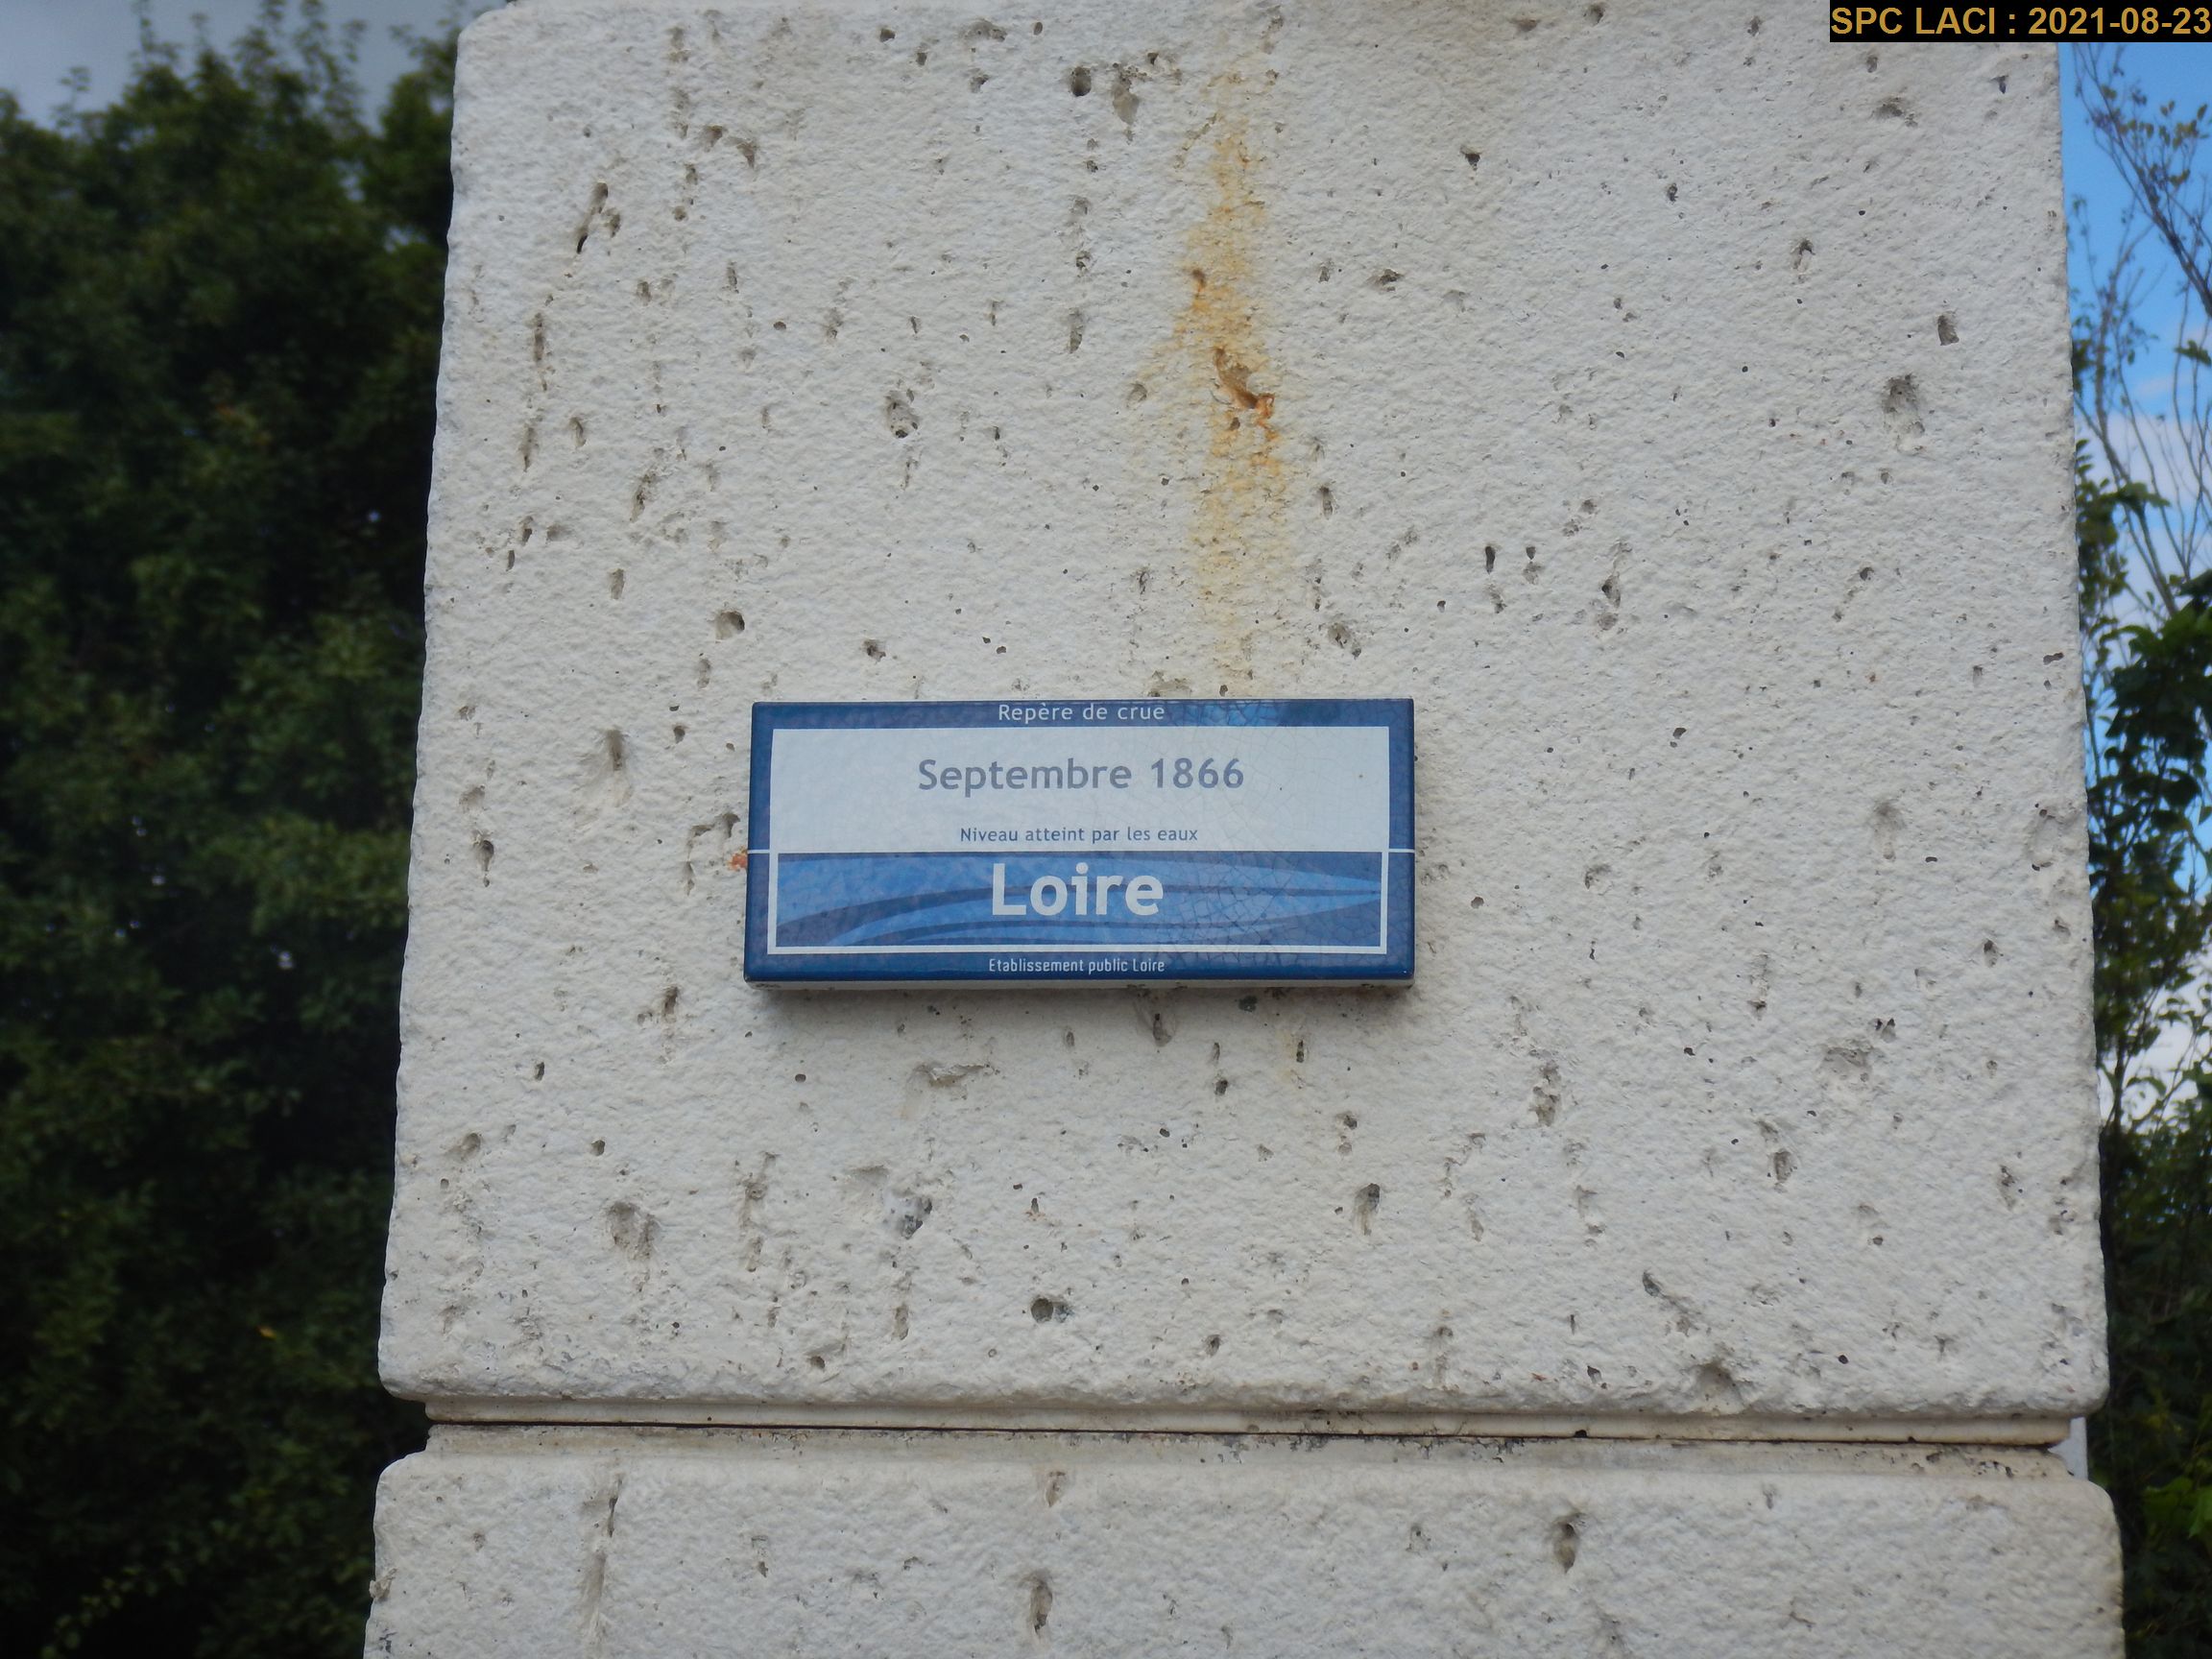 SPC LACI : 2021-08-23
Repère de crue
Septembre 1866
Niveau atteint par les eaux
Loire
Etablissement public Loire